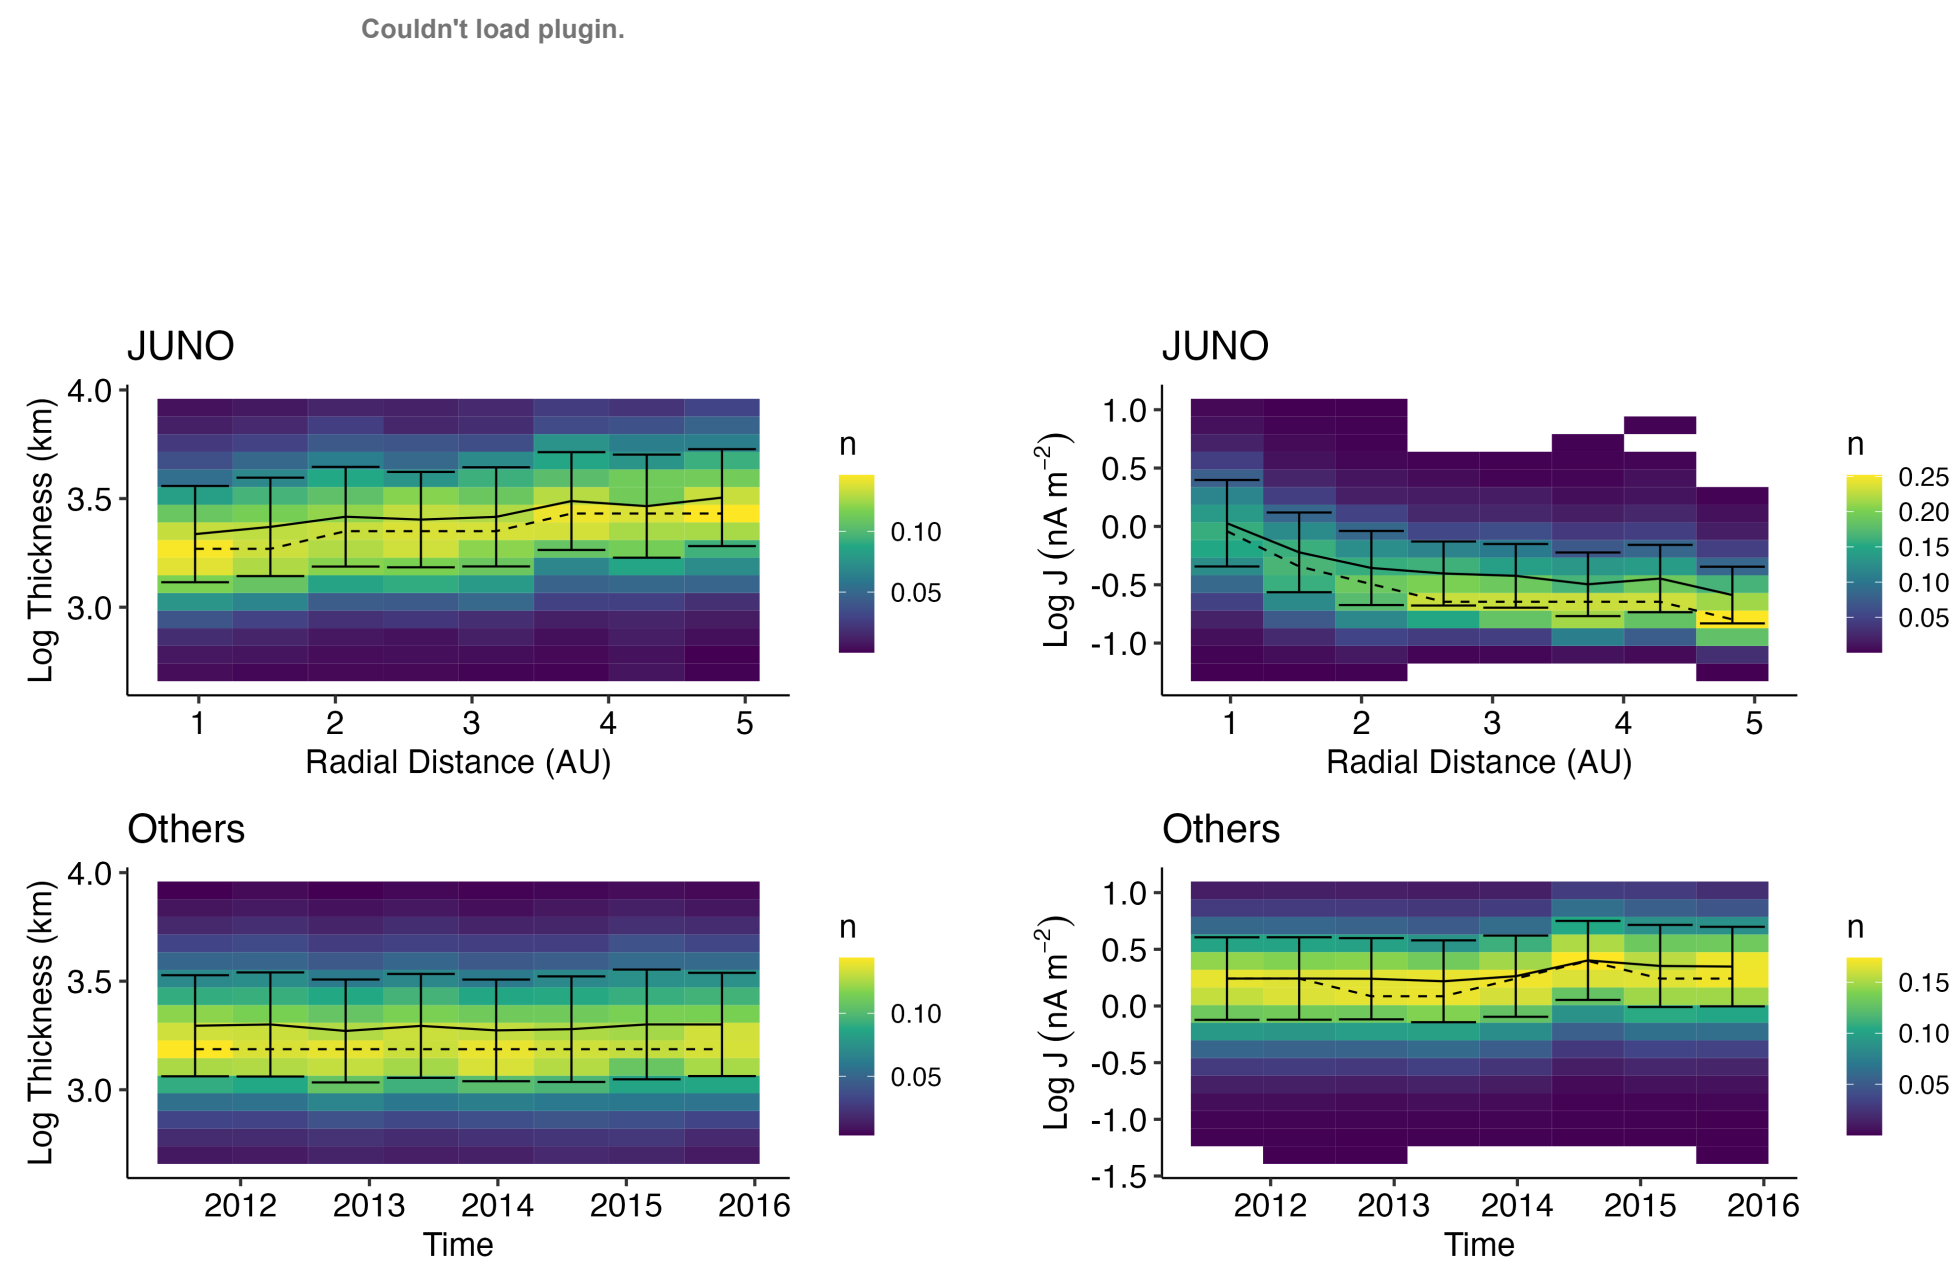 Couldn't load plugin.
JUNO
4.0
3.5
3.0
Log Thickness (km)
1 2 3 4 5
Radial Distance (AU)
n
0.10
0.05
JUNO
1.0
0.5
0.0
-0.5
-1.0
Log J (nA m⁻²)
1 2 3 4 5
Radial Distance (AU)
n
0.25
0.20
0.15
0.10
0.05
Others
4.0
3.5
3.0
Log Thickness (km)
2012 2013 2014 2015 2016
Time
n
0.10
0.05
Others
1.0
0.5
0.0
-0.5
-1.0
-1.5
Log J (nA m⁻²)
2012 2013 2014 2015 2016
Time
n
0.15
0.10
0.05